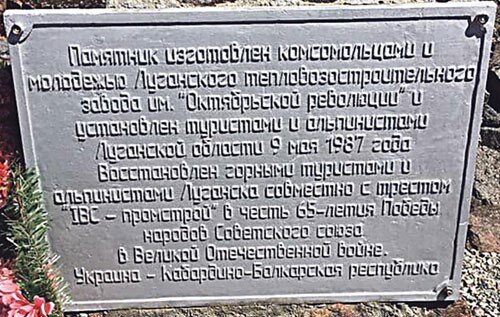 Памятник изготовлен комсомольцами и
молодежью Луганского тепловозостроительного
завода им. "Октябрьской революции" и
установлен туристами и альпинистами
Луганской области 9 мая 1987 года
Восстановлен горными туристами и
альпинистами Луганска совместно с трестом
"ІВС - промстрой" в честь 65-летия Победы
народов Советского союза
в Великой Отечественной войне.
Украина - Кабардино-Балкарская республика